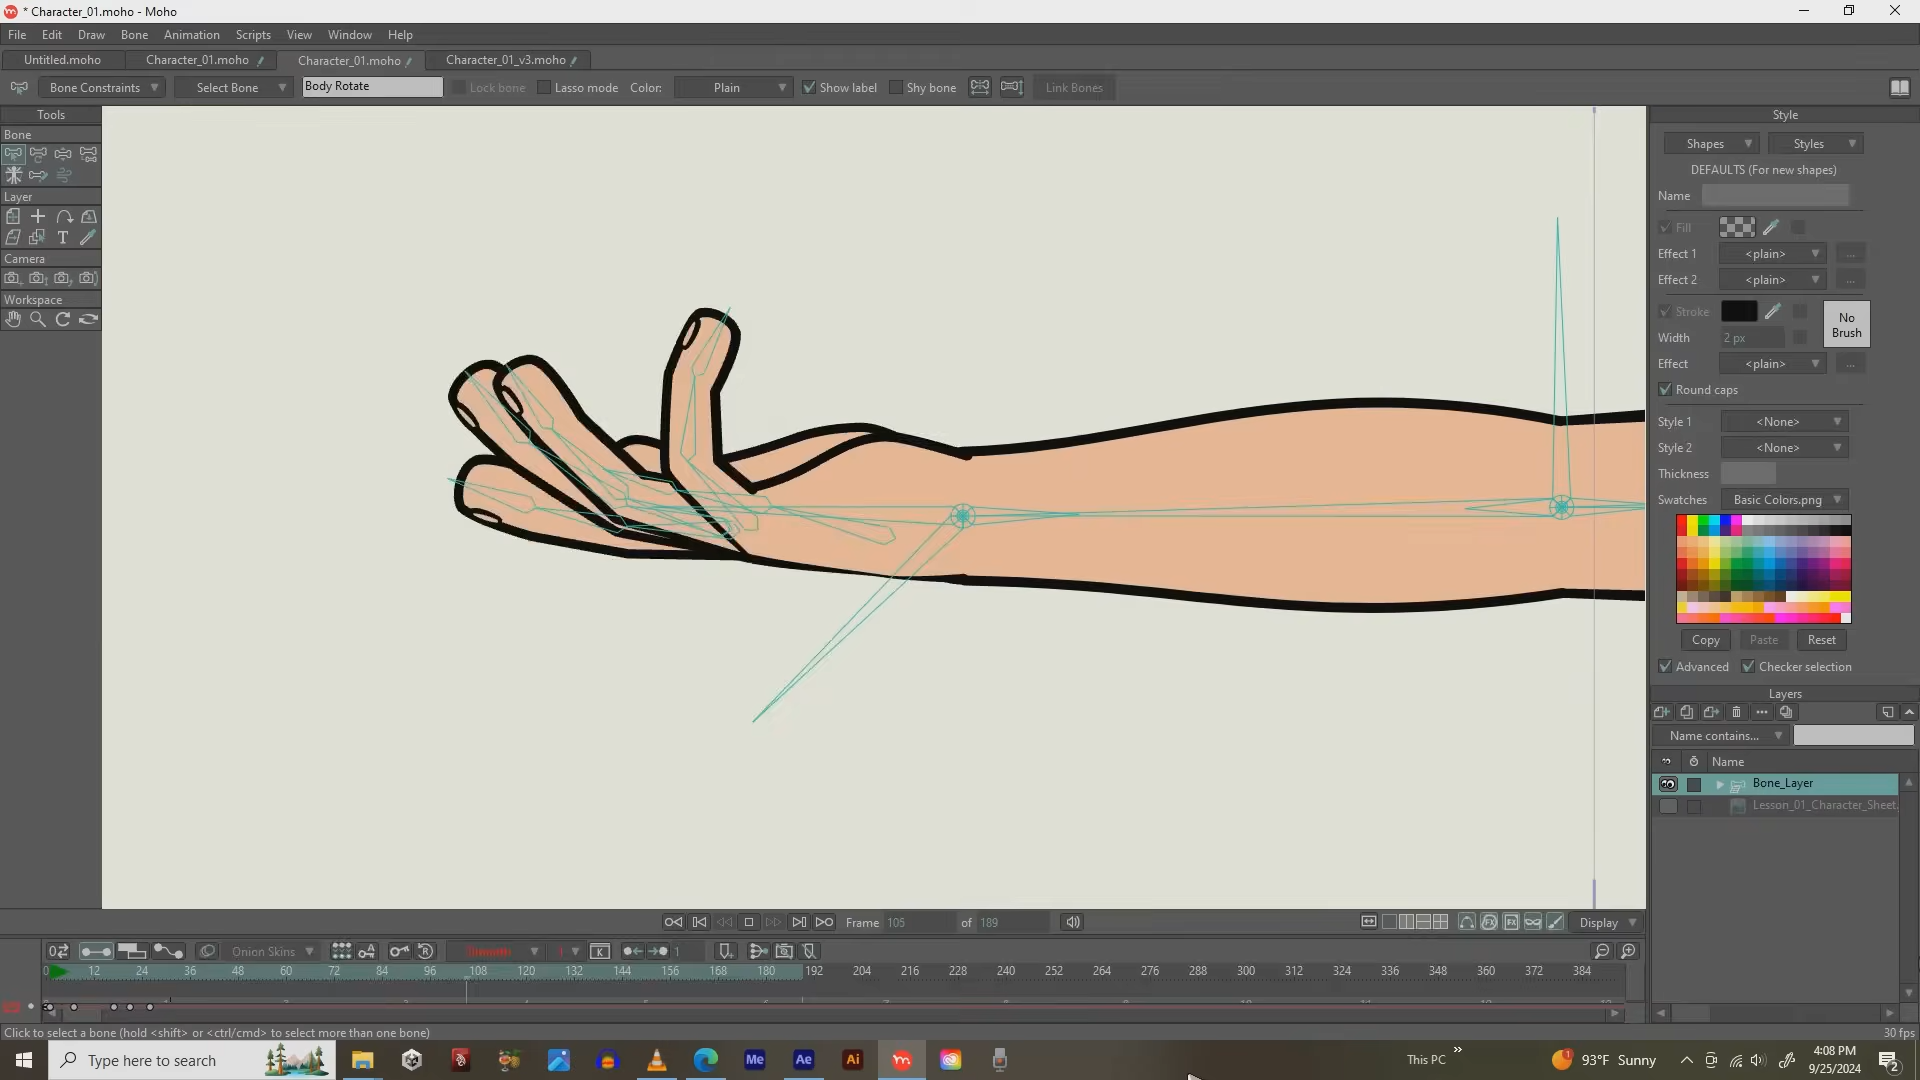 * Character_01.moho - Moho
File Edit Draw Bone Animation Scripts View Window Help
Untitled.moho Character_01.moho Character_01.moho Character_01_v3.moho
Bone Constraints Select Bone Body Rotate Lock bone Lasso mode Color: Plain Show label Shy bone Link Bones
Tools
Bone
Layer
T
Camera
Workspace
Style
Shapes Styles
DEFAULTS (For new shapes)
Name
Fill
Effect 1 <plain> ...
Effect 2 <plain> ...
Stroke No Brush
Width 2 px
Effect <plain> ...
Round caps
Style 1 <None>
Style 2 <None>
Thickness
Swatches Basic Colors.png
Copy Paste Reset
Advanced Checker selection
Layers
Name contains...
Name
Bone_Layer
Lesson_01_Character_Sheet.
Frame 105 of 189 Display
Onion Skins Smooth 1 K 1
0 12 24 36 48 60 72 84 96 108 120 132 144 156 168 180 192 204 216 228 240 252 264 276 288 300 312 324 336 348 360 372 384
Click to select a bone (hold <shift> or <ctrl/cmd> to select more than one bone) 30 fps
Type here to search Me Ae Ai This PC » 93°F Sunny 4:08 PM
9/25/2024 2